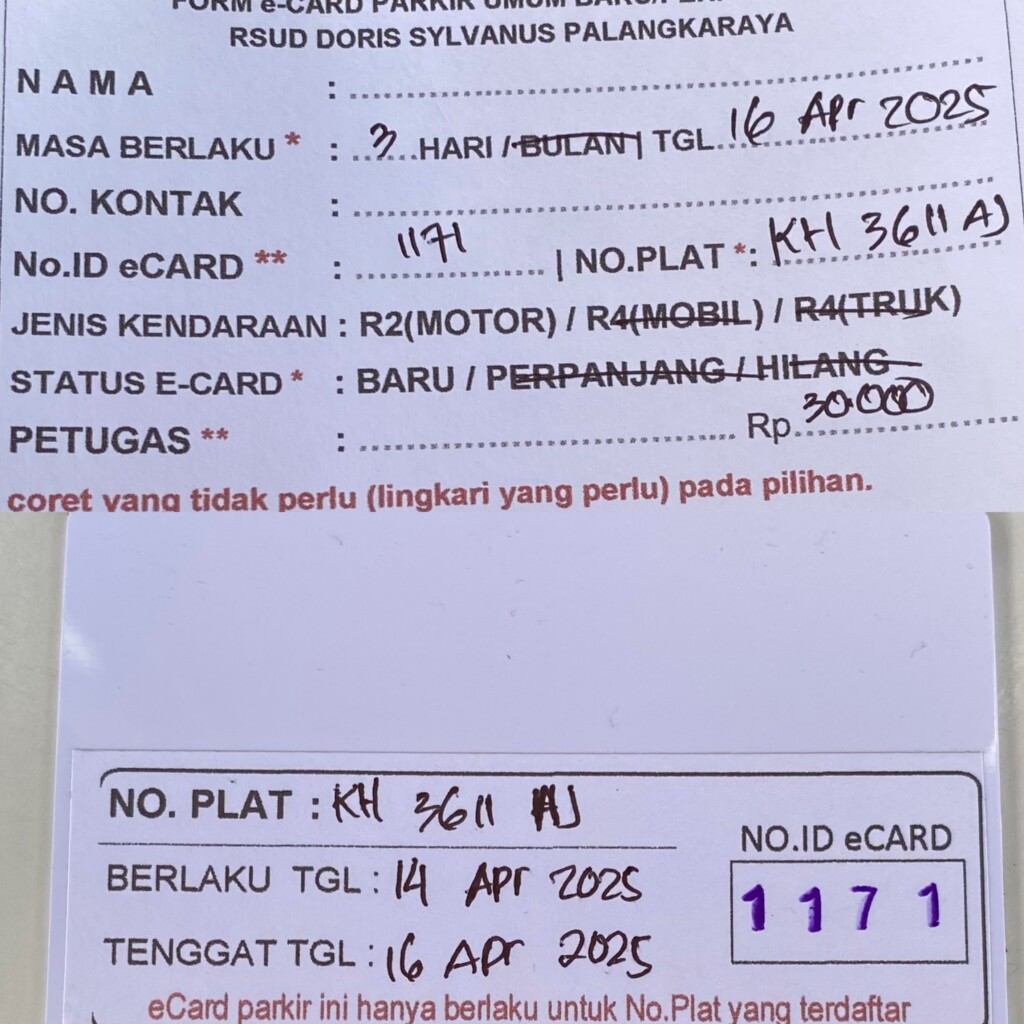 FORM e-CARD PARKIR UMUM
RSUD DORIS SYLVANUS PALANGKARAYA
NAMA :
MASA BERLAKU * : 3 HARI / BULAN | TGL. 16 Apr 2025
NO. KONTAK :
No.ID eCARD ** : 1171 | NO.PLAT *: KH 3611 AJ
JENIS KENDARAAN : R2(MOTOR) / R4(MOBIL) / R4(TRUK)
STATUS E-CARD * : BARU / PERPANJANG / HILANG
PETUGAS ** : Rp. 30.000
coret yang tidak perlu (lingkari yang perlu) pada pilihan.
NO. PLAT : KH 3611 AJ
NO.ID eCARD
BERLAKU TGL : 14 Apr 2025
1171
TENGGAT TGL : 16 Apr 2025
eCard parkir ini hanya berlaku untuk No.Plat yang terdaftar